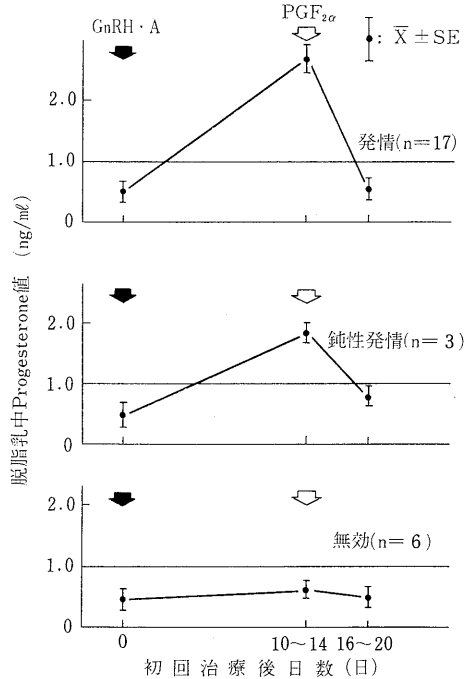 GnRH・A
PGF₂α
: X̄ ± SE
2.0
1.0
0
発情(n=17)
2.0
1.0
0
鈍性発情(n=3)
2.0
1.0
0
無効(n=6)
脱脂乳中Progesterone値 (ng/mℓ)
0
10〜14
16〜20
初回治療後日数(日)